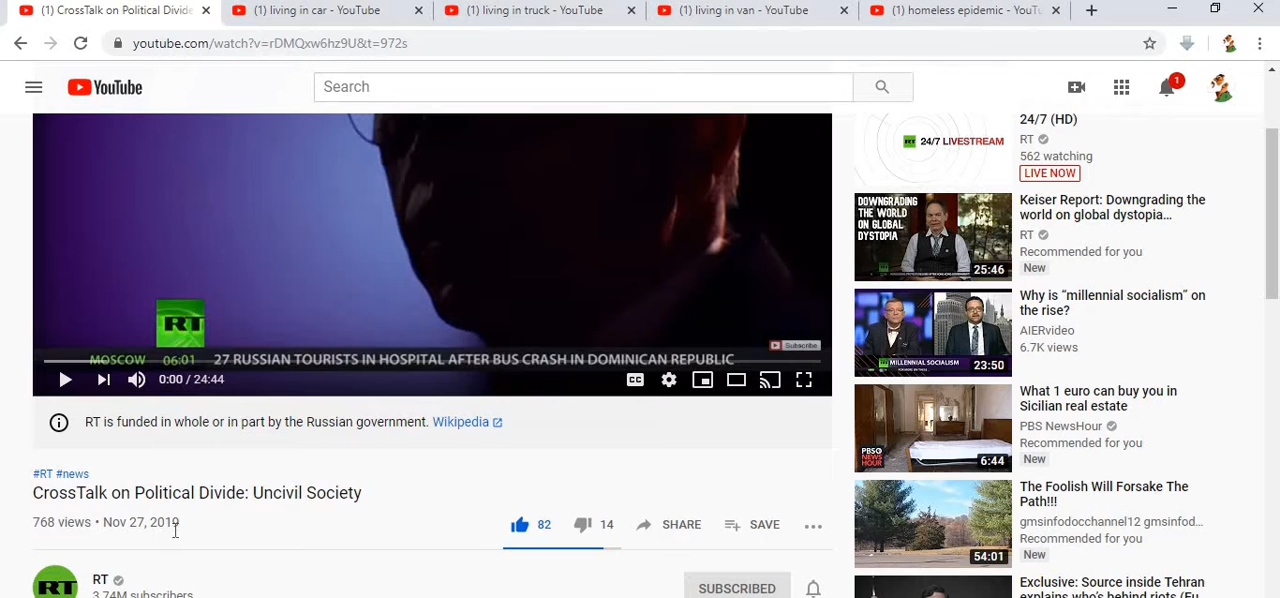 (1) CrossTalk on Political Divide
(1) living in car - YouTube
(1) living in truck - YouTube
(1) living in van - YouTube
(1) homeless epidemic - YouT
youtube.com/watch?v=rDMQxw6hz9U&t=972s
YouTube
Search
1
RT
Subscribe
MOSCOW 06:01 27 RUSSIAN TOURISTS IN HOSPITAL AFTER BUS CRASH IN DOMINICAN REPUBLIC
0:00 / 24:44
CC
RT is funded in whole or in part by the Russian government. Wikipedia
#RT #news
CrossTalk on Political Divide: Uncivil Society
768 views • Nov 27, 2019
82
14
SHARE
SAVE
RT
RT
3.74M subscribers
SUBSCRIBED
RT 24/7 LIVESTREAM
24/7 (HD)
RT
562 watching
LIVE NOW
DOWNGRADING
THE WORLD
ON GLOBAL
DYSTOPIA
25:46
Keiser Report: Downgrading the
world on global dystopia…
RT
Recommended for you
New
MILLENNIAL SOCIALISM
23:50
Why is “millennial socialism” on
the rise?
AIERvideo
6.7K views
PBS
NEWS
HOUR
6:44
What 1 euro can buy you in
Sicilian real estate
PBS NewsHour
Recommended for you
New
54:01
The Foolish Will Forsake The
Path!!!
gmsinfodocchannel12 gmsinfod...
Recommended for you
New
Exclusive: Source inside Tehran
explains who's behind riots (Fu